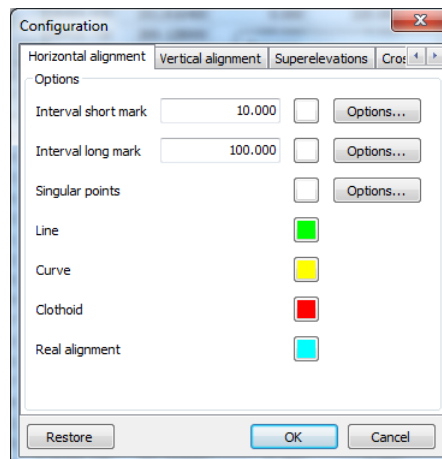 Configuration
Horizontal alignment Vertical alignment Superelevations
Options
Interval short mark 10.000 Options...
Interval long mark 100.000 Options...
Singular points Options...
Line
Curve
Clothoid
Real alignment
Restore OK Cancel